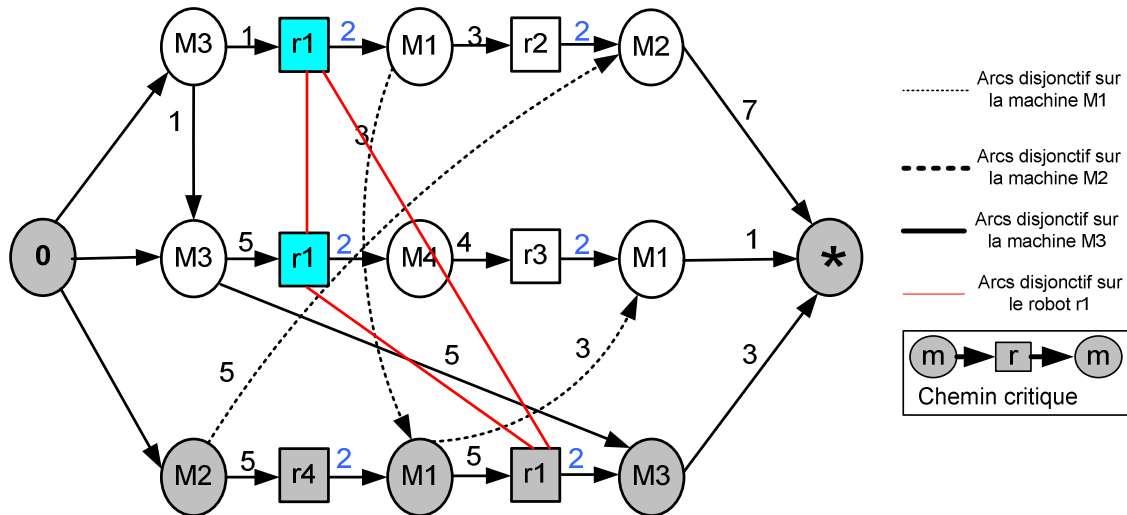 M3 1 r1 2 M1 3 r2 2 M2
1
3
7
0 M3 5 r1 2 M4 4 r3 2 M1 1 *
5
5
3
3
M2 5 r4 2 M1 5 r1 2 M3
Arcs disjonctif sur
la machine M1
Arcs disjonctif sur
la machine M2
Arcs disjonctif sur
la machine M3
Arcs disjonctif sur
le robot r1
m r m
Chemin critique